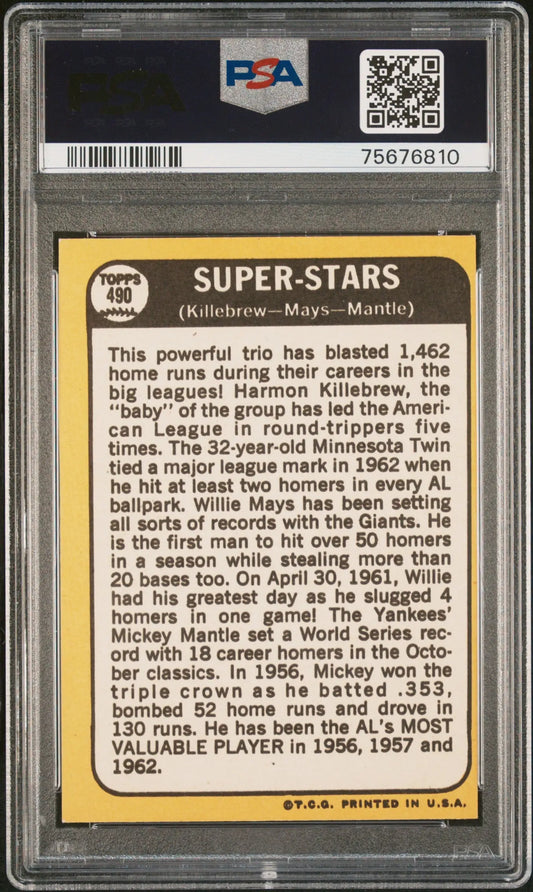 PSA
PSA
75676810
TOPPS
490
SUPER-STARS
(Killebrew—Mays—Mantle)
This powerful trio has blasted 1,462
home runs during their careers in the
big leagues! Harmon Killebrew, the
"baby" of the group has led the Ameri-
can League in round-trippers five
times. The 32-year-old Minnesota Twin
tied a major league mark in 1962 when
he hit at least two homers in every AL
ballpark. Willie Mays has been setting
all sorts of records with the Giants. He
is the first man to hit over 50 homers
in a season while stealing more than
20 bases too. On April 30, 1961, Willie
had his greatest day as he slugged 4
homers in one game! The Yankees'
Mickey Mantle set a World Series rec-
ord with 18 career homers in the Octo-
ber classics. In 1956, Mickey won the
triple crown as he batted .353,
bombed 52 home runs and drove in
130 runs. He has been the AL's MOST
VALUABLE PLAYER in 1956, 1957 and
1962.
©T.C.G. PRINTED IN U.S.A.
PSA